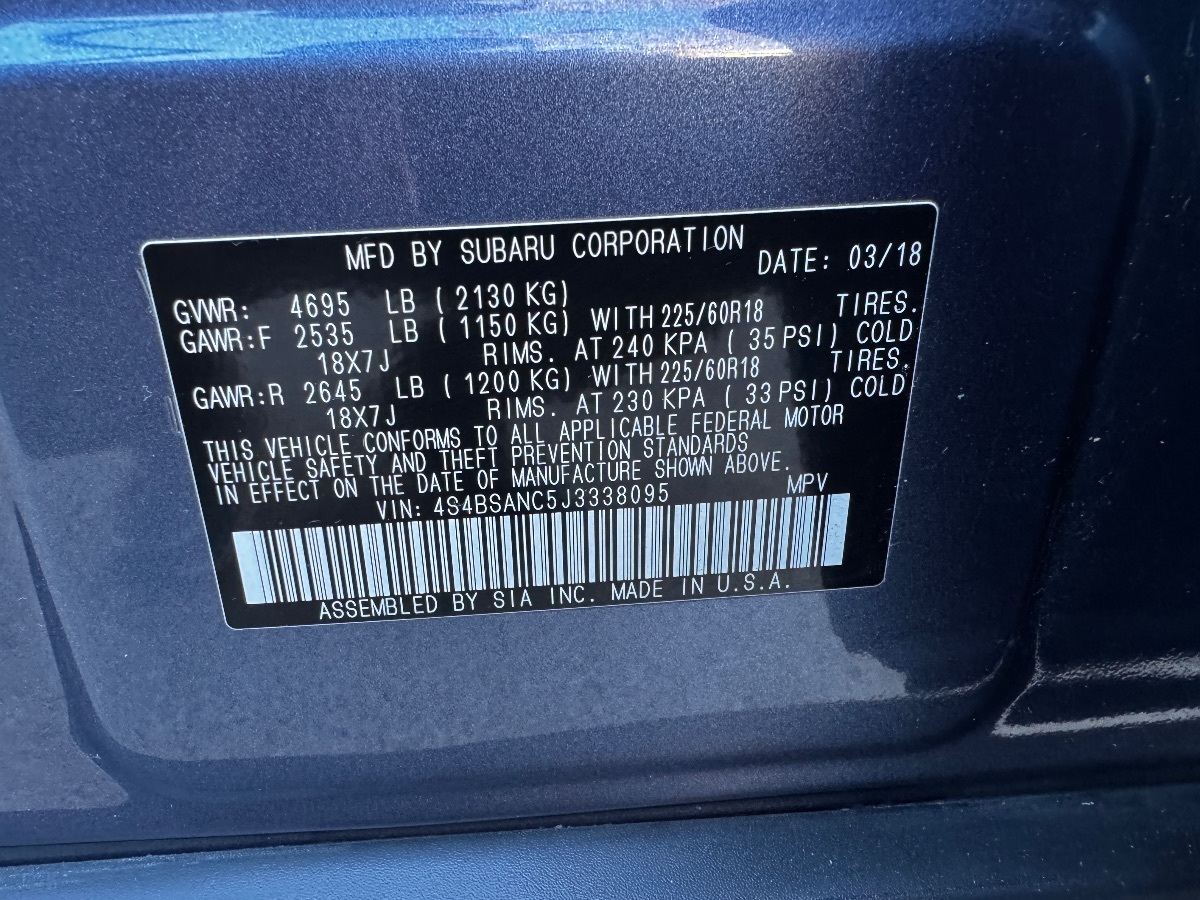 MFD BY SUBARU CORPORATION DATE: 03/18
GVWR: 4695 LB ( 2130 KG)
GAWR:F 2535 LB ( 1150 KG) WITH 225/60R18 TIRES.
18X7J RIMS. AT 240 KPA ( 35 PSI) COLD
GAWR:R 2645 LB ( 1200 KG) WITH 225/60R18 TIRES.
18X7J RIMS. AT 230 KPA ( 33 PSI) COLD
THIS VEHICLE CONFORMS TO ALL APPLICABLE FEDERAL MOTOR
VEHICLE SAFETY AND THEFT PREVENTION STANDARDS
IN EFFECT ON THE DATE OF MANUFACTURE SHOWN ABOVE.
VIN: 4S4BSANC5J3338095 MPV
ASSEMBLED BY SIA INC. MADE IN U.S.A.